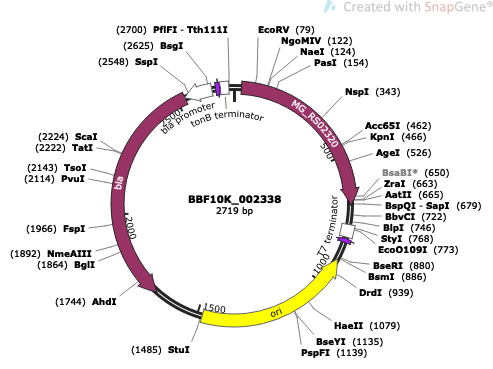 Created with SnapGene®
(2700) PflFI - Tth111I
(2625) BsgI
(2548) SspI
EcoRV (79)
NgoMIV (122)
NaeI (124)
PasI (154)
NspI (343)
Acc65I (462)
KpnI (466)
AgeI (526)
BsaBI* (650)
ZraI (663)
AatII (665)
BspQI - SapI (679)
BbvCI (722)
BlpI (746)
StyI (768)
EcoO109I (773)
BseRI (880)
BsmI (886)
DrdI (939)
HaeII (1079)
BseYI (1135)
PspFI (1139)
(2224) ScaI
(2222) TatI
(2143) TsoI
(2114) PvuI
(1966) FspI
(1892) NmeAIII
(1864) BglI
(1744) AhdI
(1485) StuI
bla promoter
tonB terminator
MG_RS02320
T7 terminator
ori
bla
500
1000
1500
2000
2500
BBF10K_002338
2719 bp